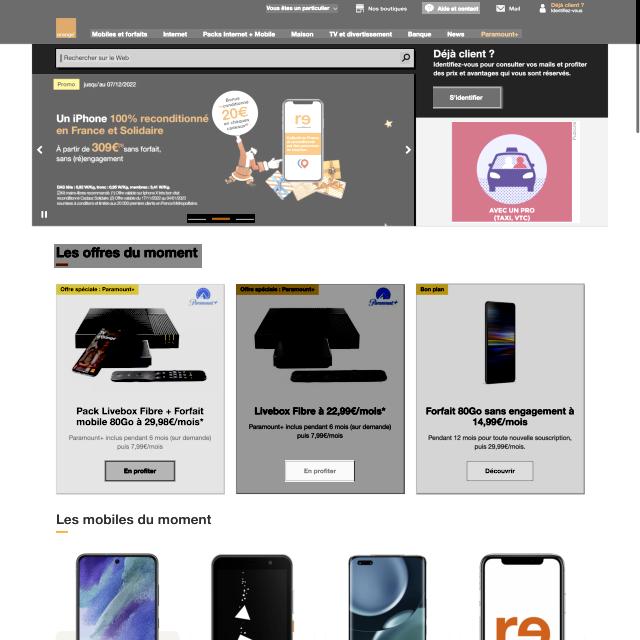 Vous êtes un particulier
Nos boutiques
Aide et contact
Mail
Déjà client ?
Identifiez-vous
orange
Mobiles et forfaits
Internet
Packs Internet + Mobile
Maison
TV et divertissement
Banque
News
Paramount+
Rechercher sur le Web
Déjà client ?
Identifiez-vous pour consulter vos mails et profiter
des prix et avantages qui vous sont réservés.
S'identifier
Promo
jusqu'au 07/12/2022
Un iPhone 100% reconditionné
en France et Solidaire
À partir de 309€ sans forfait,
sans (ré)engagement
Bonus
reconditionné
20€
en chèques
cadeaux
re
AVEC UN PRO
(TAXI, VTC)
Les offres du moment
Offre spéciale : Paramount+
Paramount+
Pack Livebox Fibre + Forfait
mobile 80Go à 29,98€/mois*
Paramount+ inclus pendant 6 mois (sur demande)
puis 7,99€/mois
En profiter
Offre spéciale : Paramount+
Paramount+
Livebox Fibre à 22,99€/mois*
Paramount+ inclus pendant 6 mois (sur demande)
puis 7,99€/mois
En profiter
Bon plan
Forfait 80Go sans engagement à
14,99€/mois*
Pendant 12 mois pour toute nouvelle souscription,
puis 29,99€/mois.
Découvrir
Les mobiles du moment
re